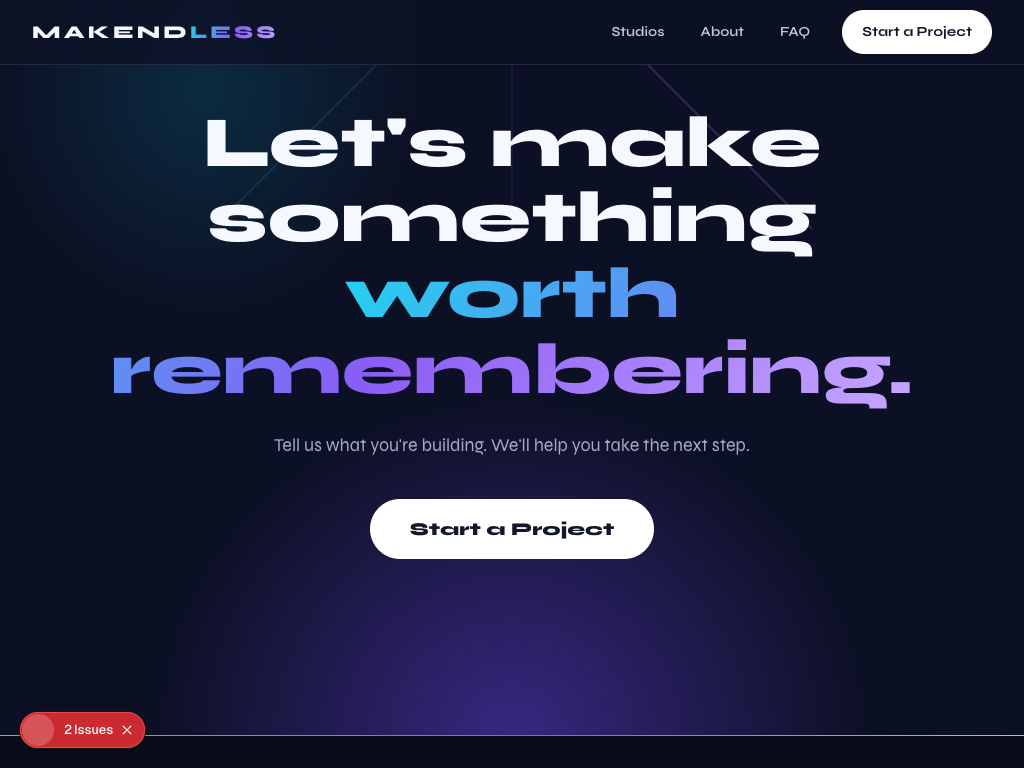 MAKENDLESS
Studios
About
FAQ
Start a Project
Let's make
something
worth
remembering.
Tell us what you're building. We'll help you take the next step.
Start a Project
2 Issues